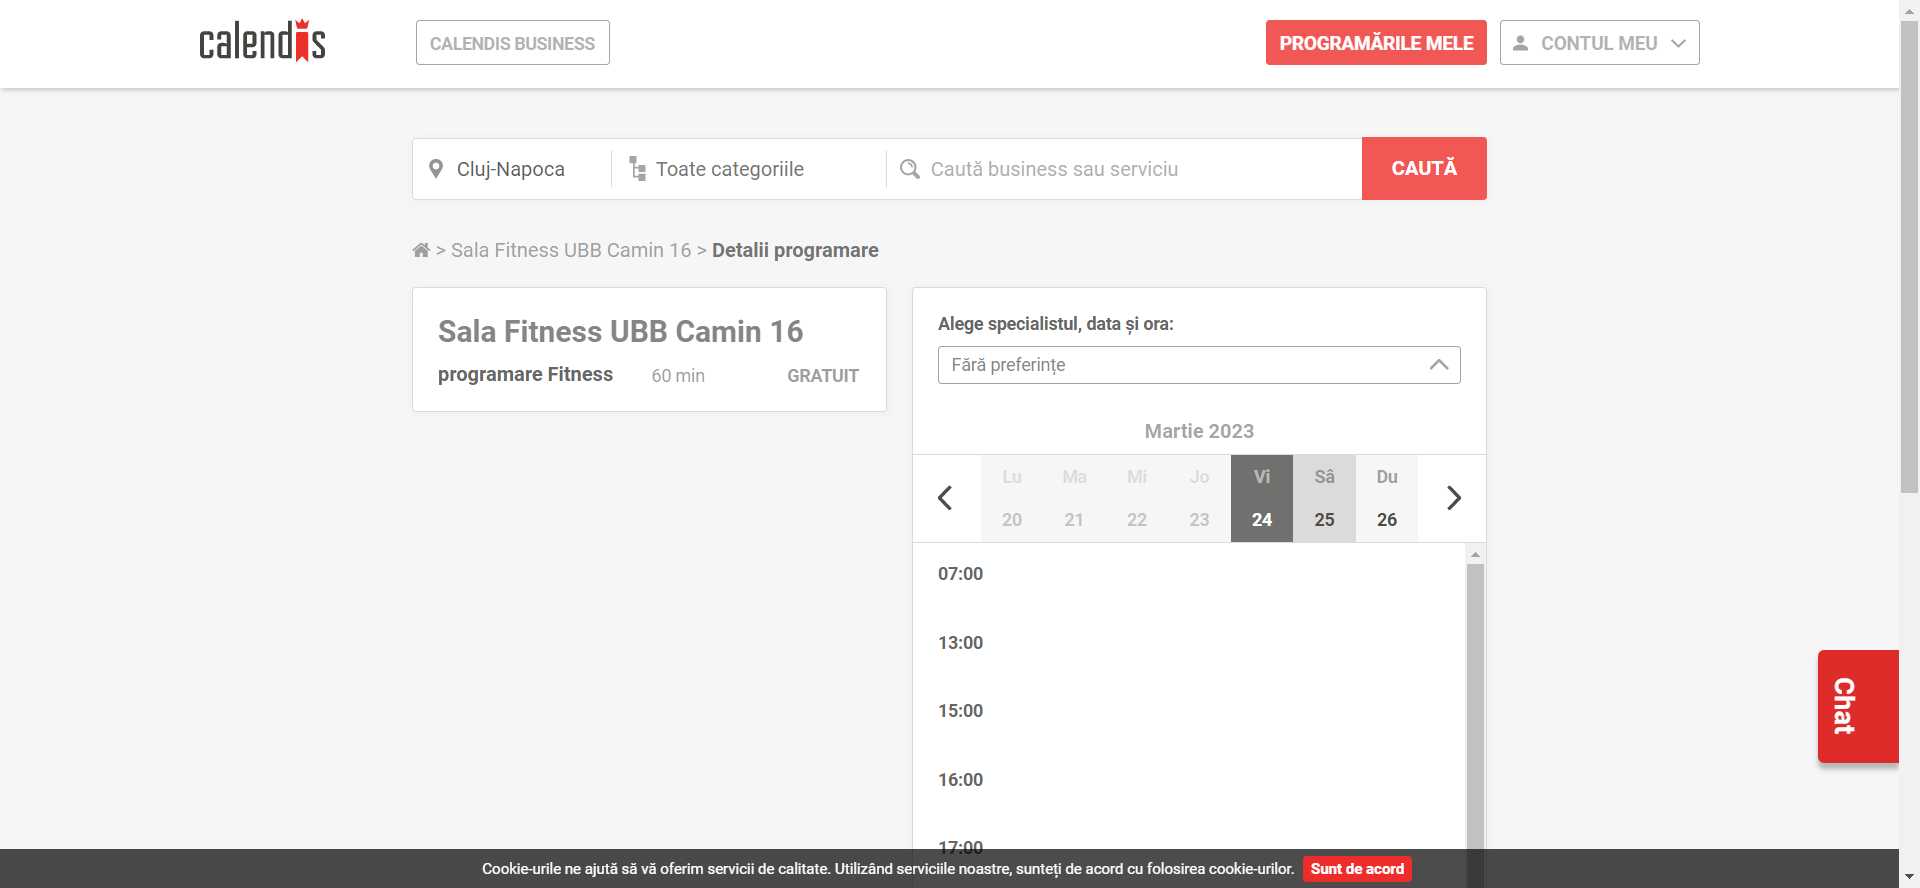 calendis
CALENDIS BUSINESS
PROGRAMĂRILE MELE
CONTUL MEU
Cluj-Napoca
Toate categoriile
Caută business sau serviciu
CAUTĂ
> Sala Fitness UBB Camin 16 > Detalii programare
Sala Fitness UBB Camin 16
programare Fitness 60 min GRATUIT
Alege specialistul, data și ora:
Fără preferințe
Martie 2023
Lu Ma Mi Jo Vi Sâ Du
20 21 22 23 24 25 26
07:00
13:00
15:00
16:00
17:00
Chat
Cookie-urile ne ajută să vă oferim servicii de calitate. Utilizând serviciile noastre, sunteți de acord cu folosirea cookie-urilor. Sunt de acord